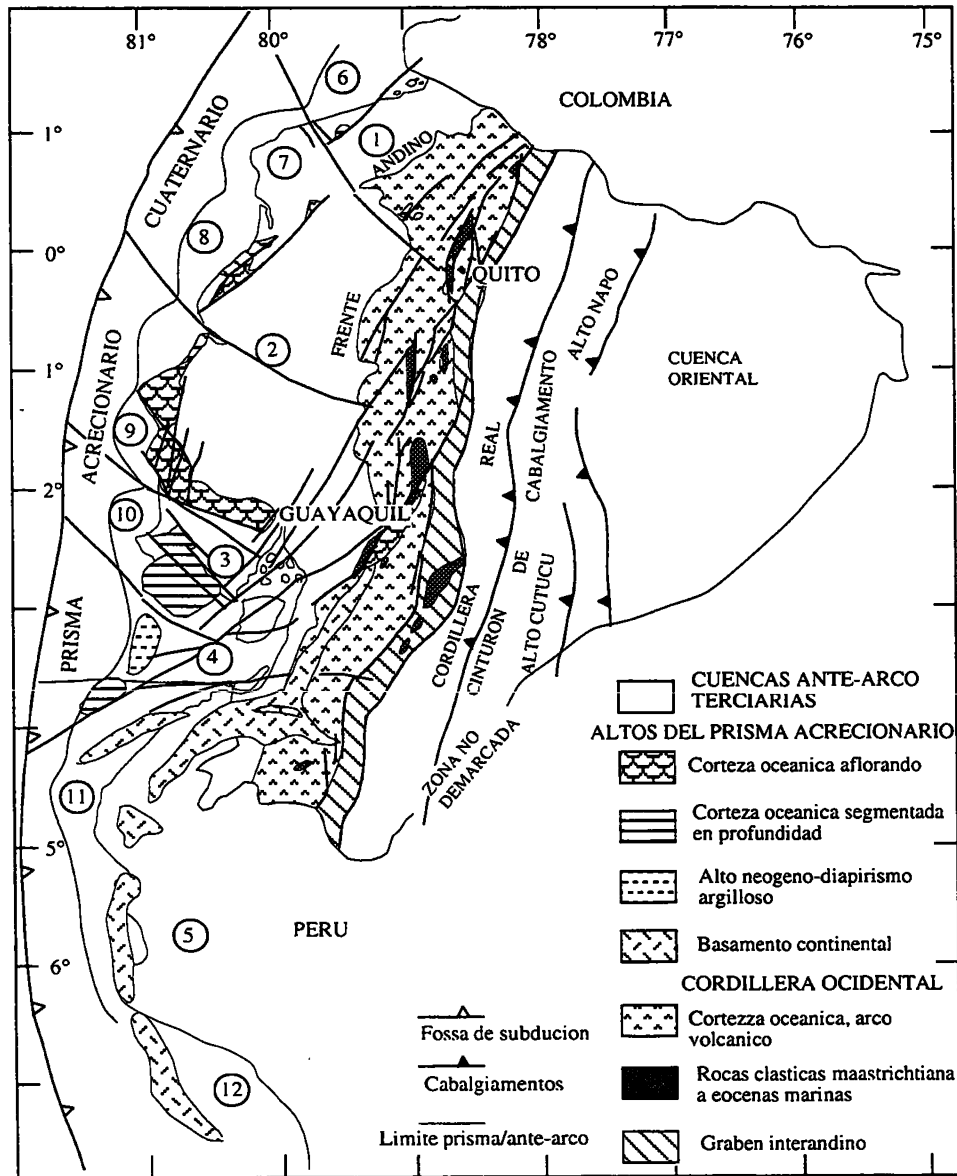 81° 80° 78° 77° 76° 75°
COLOMBIA
1°
0°
1°
2°
5°
6°
6
1
7
8
2
9
10
3
4
11
5
12
CUATERNARIO
ACRECIONARIO
PRISMA
ANDINO
FRENTE
QUITO
GUAYAQUIL
REAL
CORDILLERA
CABALGIAMENTO
DE
CINTURON
ALTO NAPO
ALTO CUTUCU
CUENCA
ORIENTAL
ZONA NO
DEMARCADA
PERU
CUENCAS ANTE-ARCO
TERCIARIAS
ALTOS DEL PRISMA ACRECIONARIO
Corteza oceanica aflorando
Corteza oceanica segmentada
en profundidad
Alto neogeno-diapirismo
argilloso
Basamento continental
CORDILLERA OCIDENTAL
Cortezza oceanica, arco
volcanico
Rocas clasticas maastrichtiana
a eocenas marinas
Graben interandino
Fossa de subducion
Cabalgiamentos
Limite prisma/ante-arco